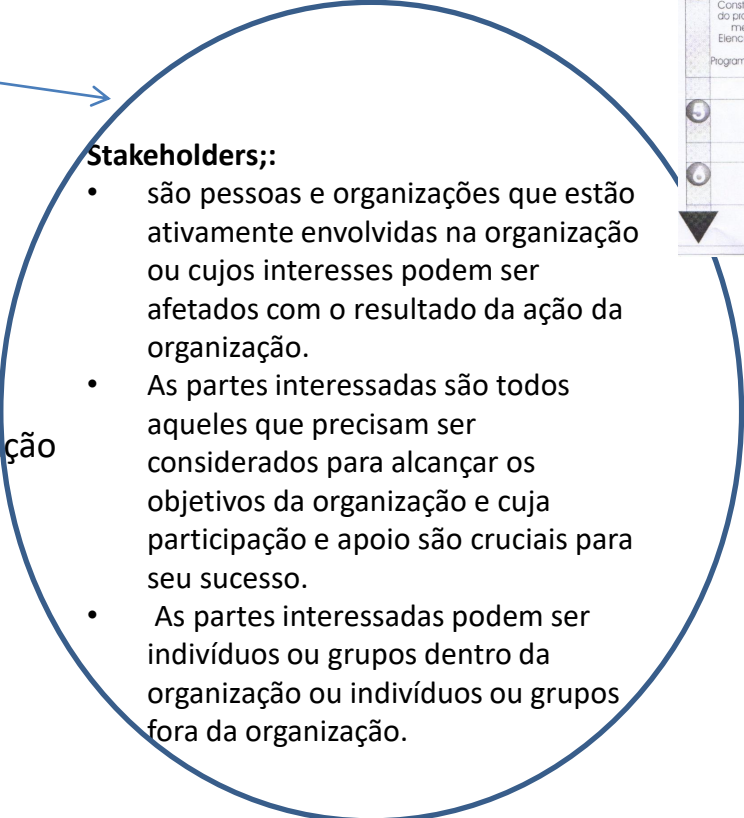 Stakeholders;:
• são pessoas e organizações que estão
ativamente envolvidas na organização
ou cujos interesses podem ser
afetados com o resultado da ação da
organização.
• As partes interessadas são todos
aqueles que precisam ser
considerados para alcançar os
objetivos da organização e cuja
participação e apoio são cruciais para
seu sucesso.
• As partes interessadas podem ser
indivíduos ou grupos dentro da
organização ou indivíduos ou grupos
fora da organização.
ção
do
5
6